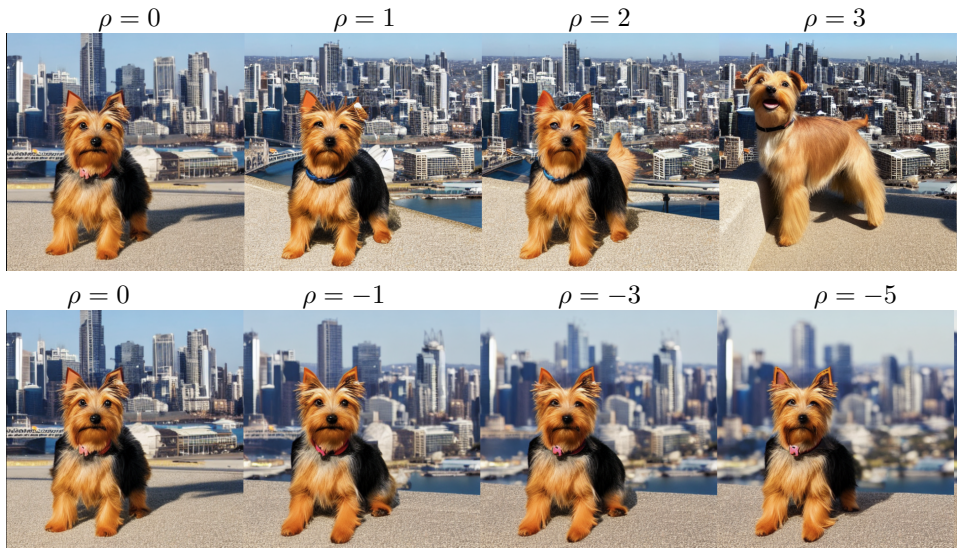 ρ = 0 ρ = 1 ρ = 2 ρ = 3
ρ = 0 ρ = −1 ρ = −3 ρ = −5